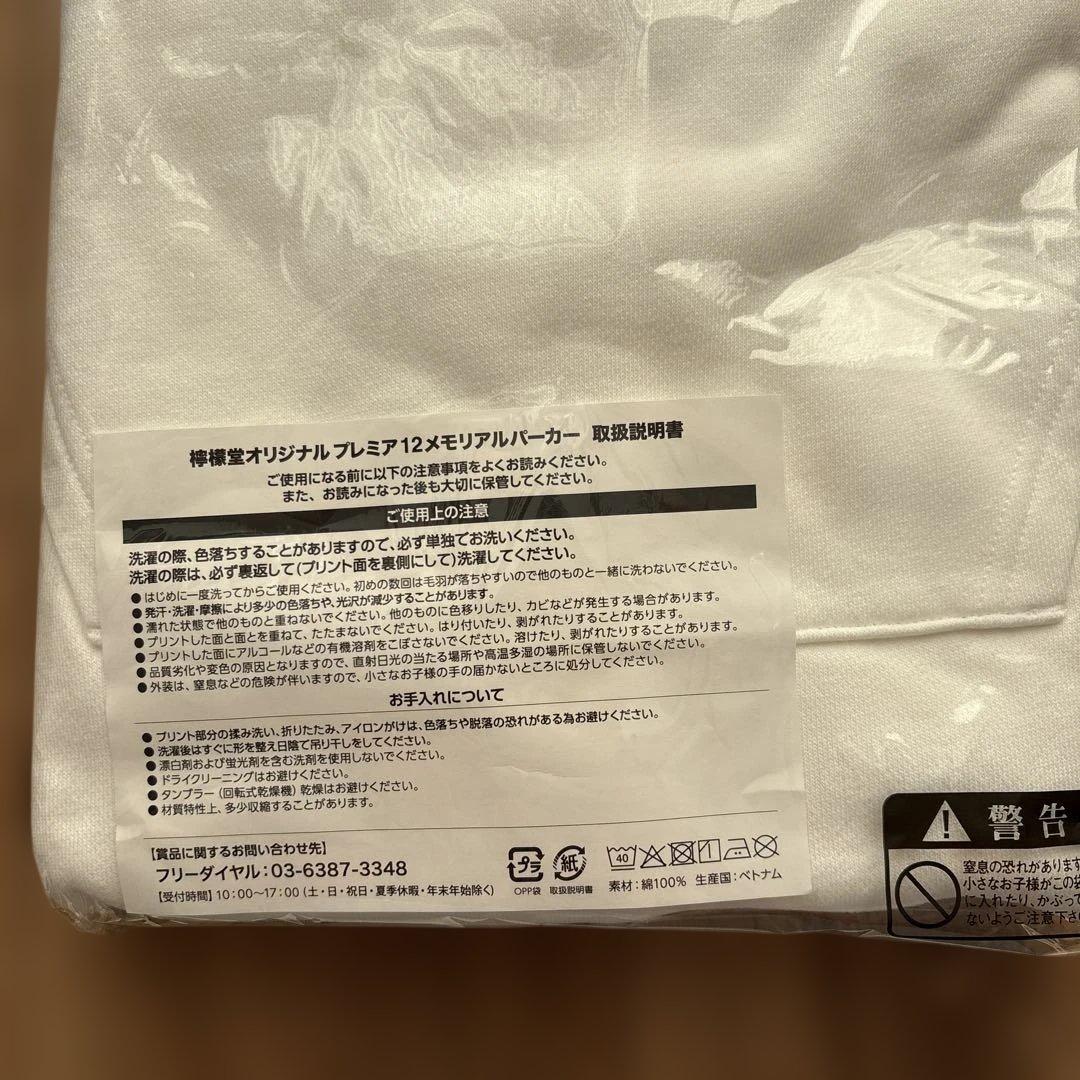 檸檬堂オリジナル プレミア12メモリアルパーカー 取扱説明書
ご使用になる前に以下の注意事項をよくお読みください。
また、お読みになった後も大切に保管してください。
ご使用上の注意
洗濯の際、色落ちすることがありますので、必ず単独でお洗いください。
洗濯の際は、必ず裏返して(プリント面を裏側にして)洗濯してください。
●はじめに一度洗ってからご使用ください。初めの数回は毛羽が落ちやすいので他のものと一緒に洗わないでください。
●発汗・洗濯・摩擦により多少の色落ちや、光沢が減少することがあります。
●濡れた状態で他のものと重ねないでください。他のものに色移りしたり、カビなどが発生する場合があります。
●プリントした面と面とを重ねて、たたまないでください。はり付いたり、剥がれたりすることがあります。
●プリントした面にアルコールなどの有機溶剤をこぼさないでください。溶けたり、剥がれたりすることがあります。
●品質劣化や変色の原因となりますので、直射日光の当たる場所や高温多湿の場所に保管しないでください。
●外装は、窒息などの危険が伴いますので、小さなお子様の手の届かないところに処分してください。
お手入れについて
●プリント部分の揉み洗い、折りたたみ、アイロンがけは、色落ちや脱落の恐れがある為お避けください。
●洗濯後はすぐに形を整え日陰で吊り干しをしてください。
●漂白剤および蛍光剤を含む洗剤を使用しないでください。
●ドライクリーニングはお避けください。
●タンブラー(回転式乾燥機)乾燥はお避けください。
●材質特性上、多少収縮することがあります。
【賞品に関するお問い合わせ先】
フリーダイヤル:03-6387-3348
【受付時間】10:00~17:00(土・日・祝日・夏季休暇・年末年始除く)
プラ
OPP袋
紙
取扱説明書
40
素材:綿100% 生産国:ベトナム
警告
窒息の恐れがあります
小さなお子様がこの袋
に入れたり、かぶって
ないようご注意下さ